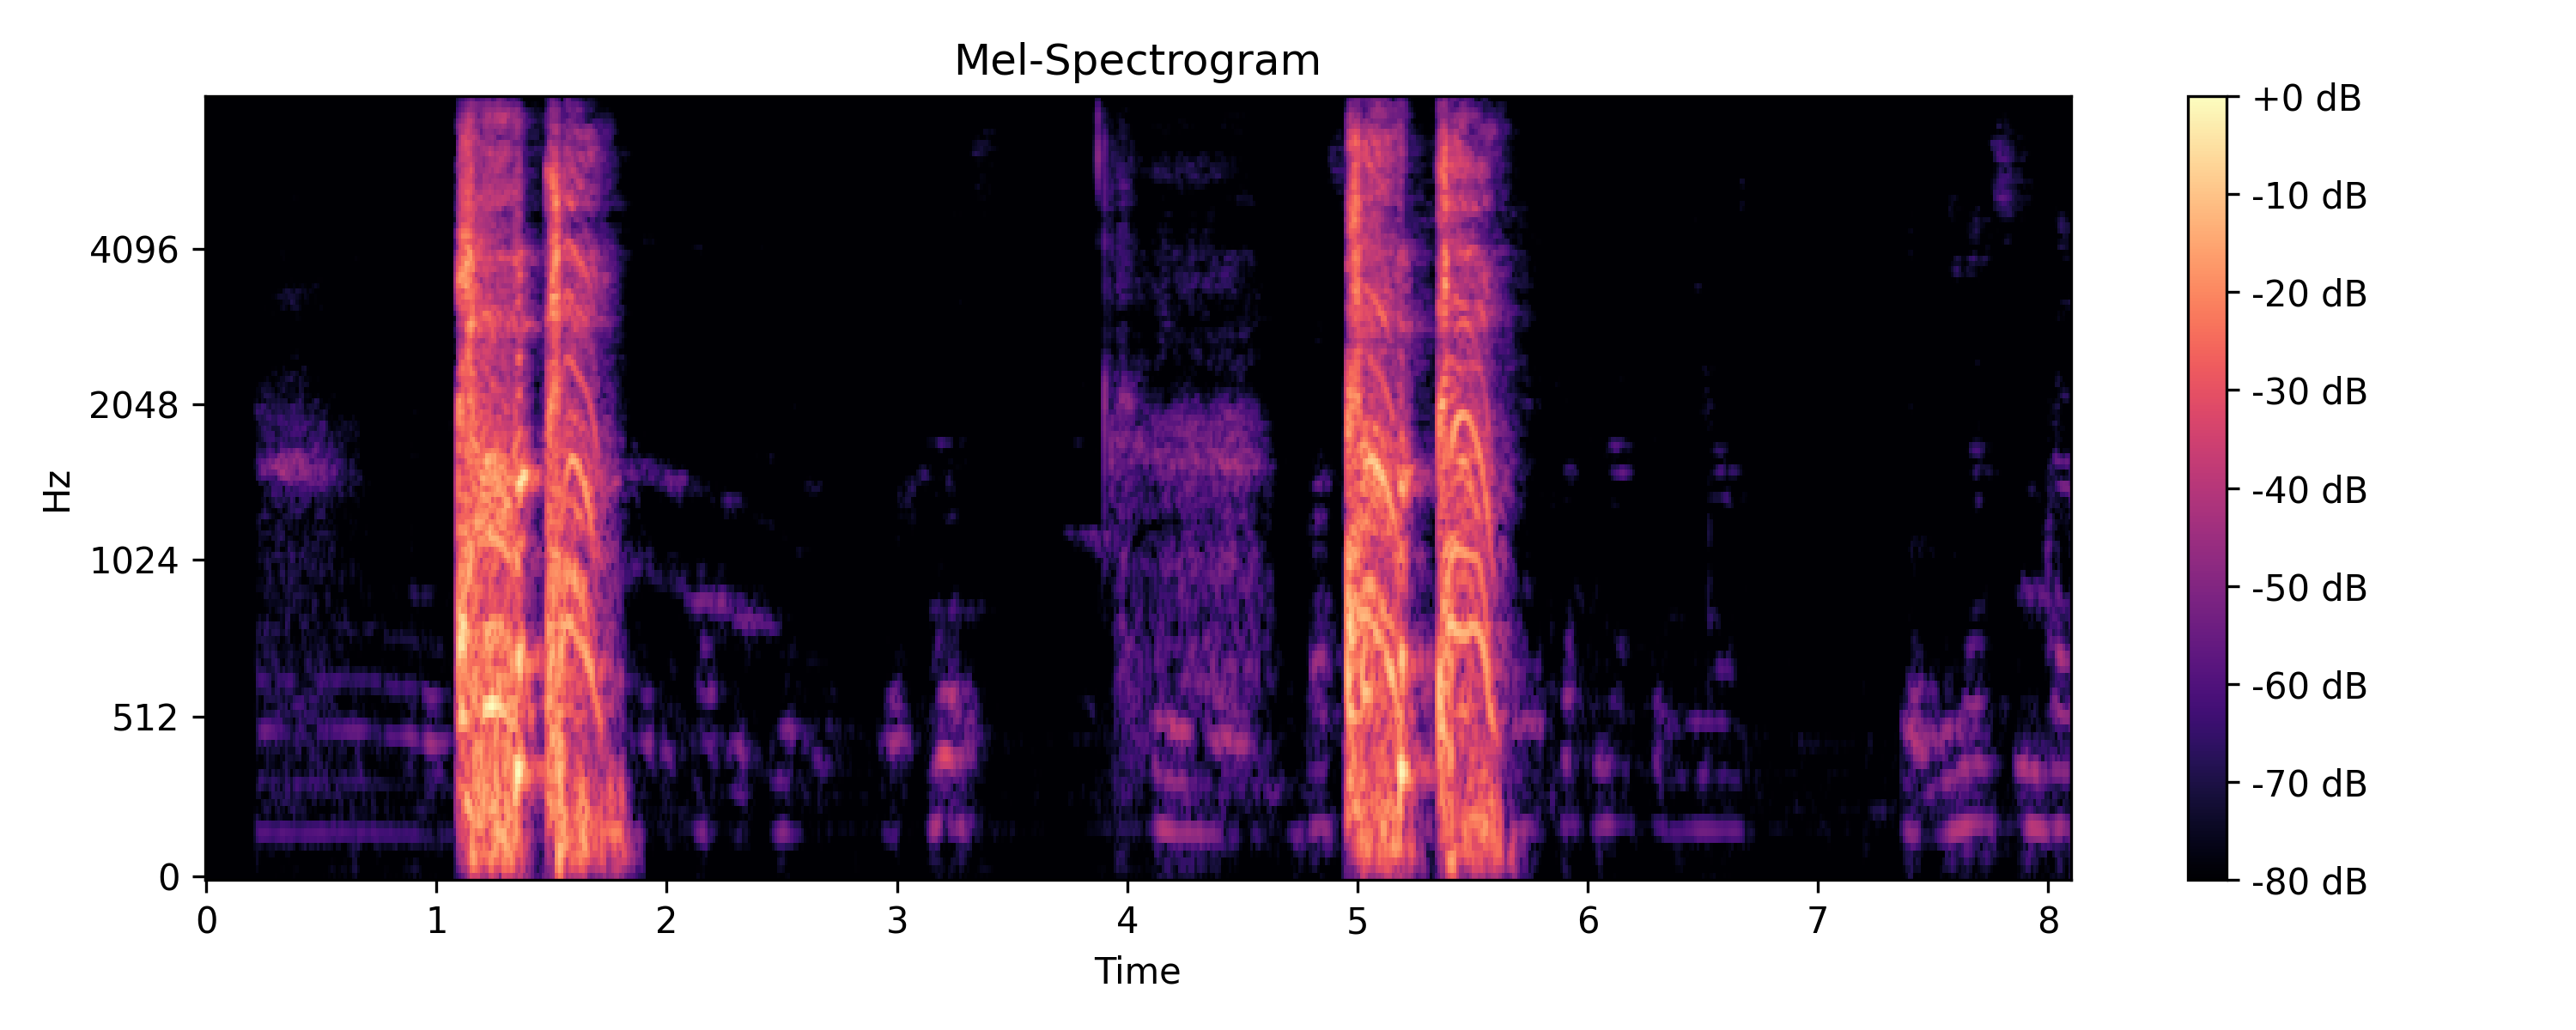 Mel-Spectrogram
+0 dB
-10 dB
4096
-20 dB
-30 dB
2048
Hz
-40 dB
1024
-50 dB
-60 dB
512
-70 dB
0
-80 dB
0 1 2 3 4 5 6 7 8
Time